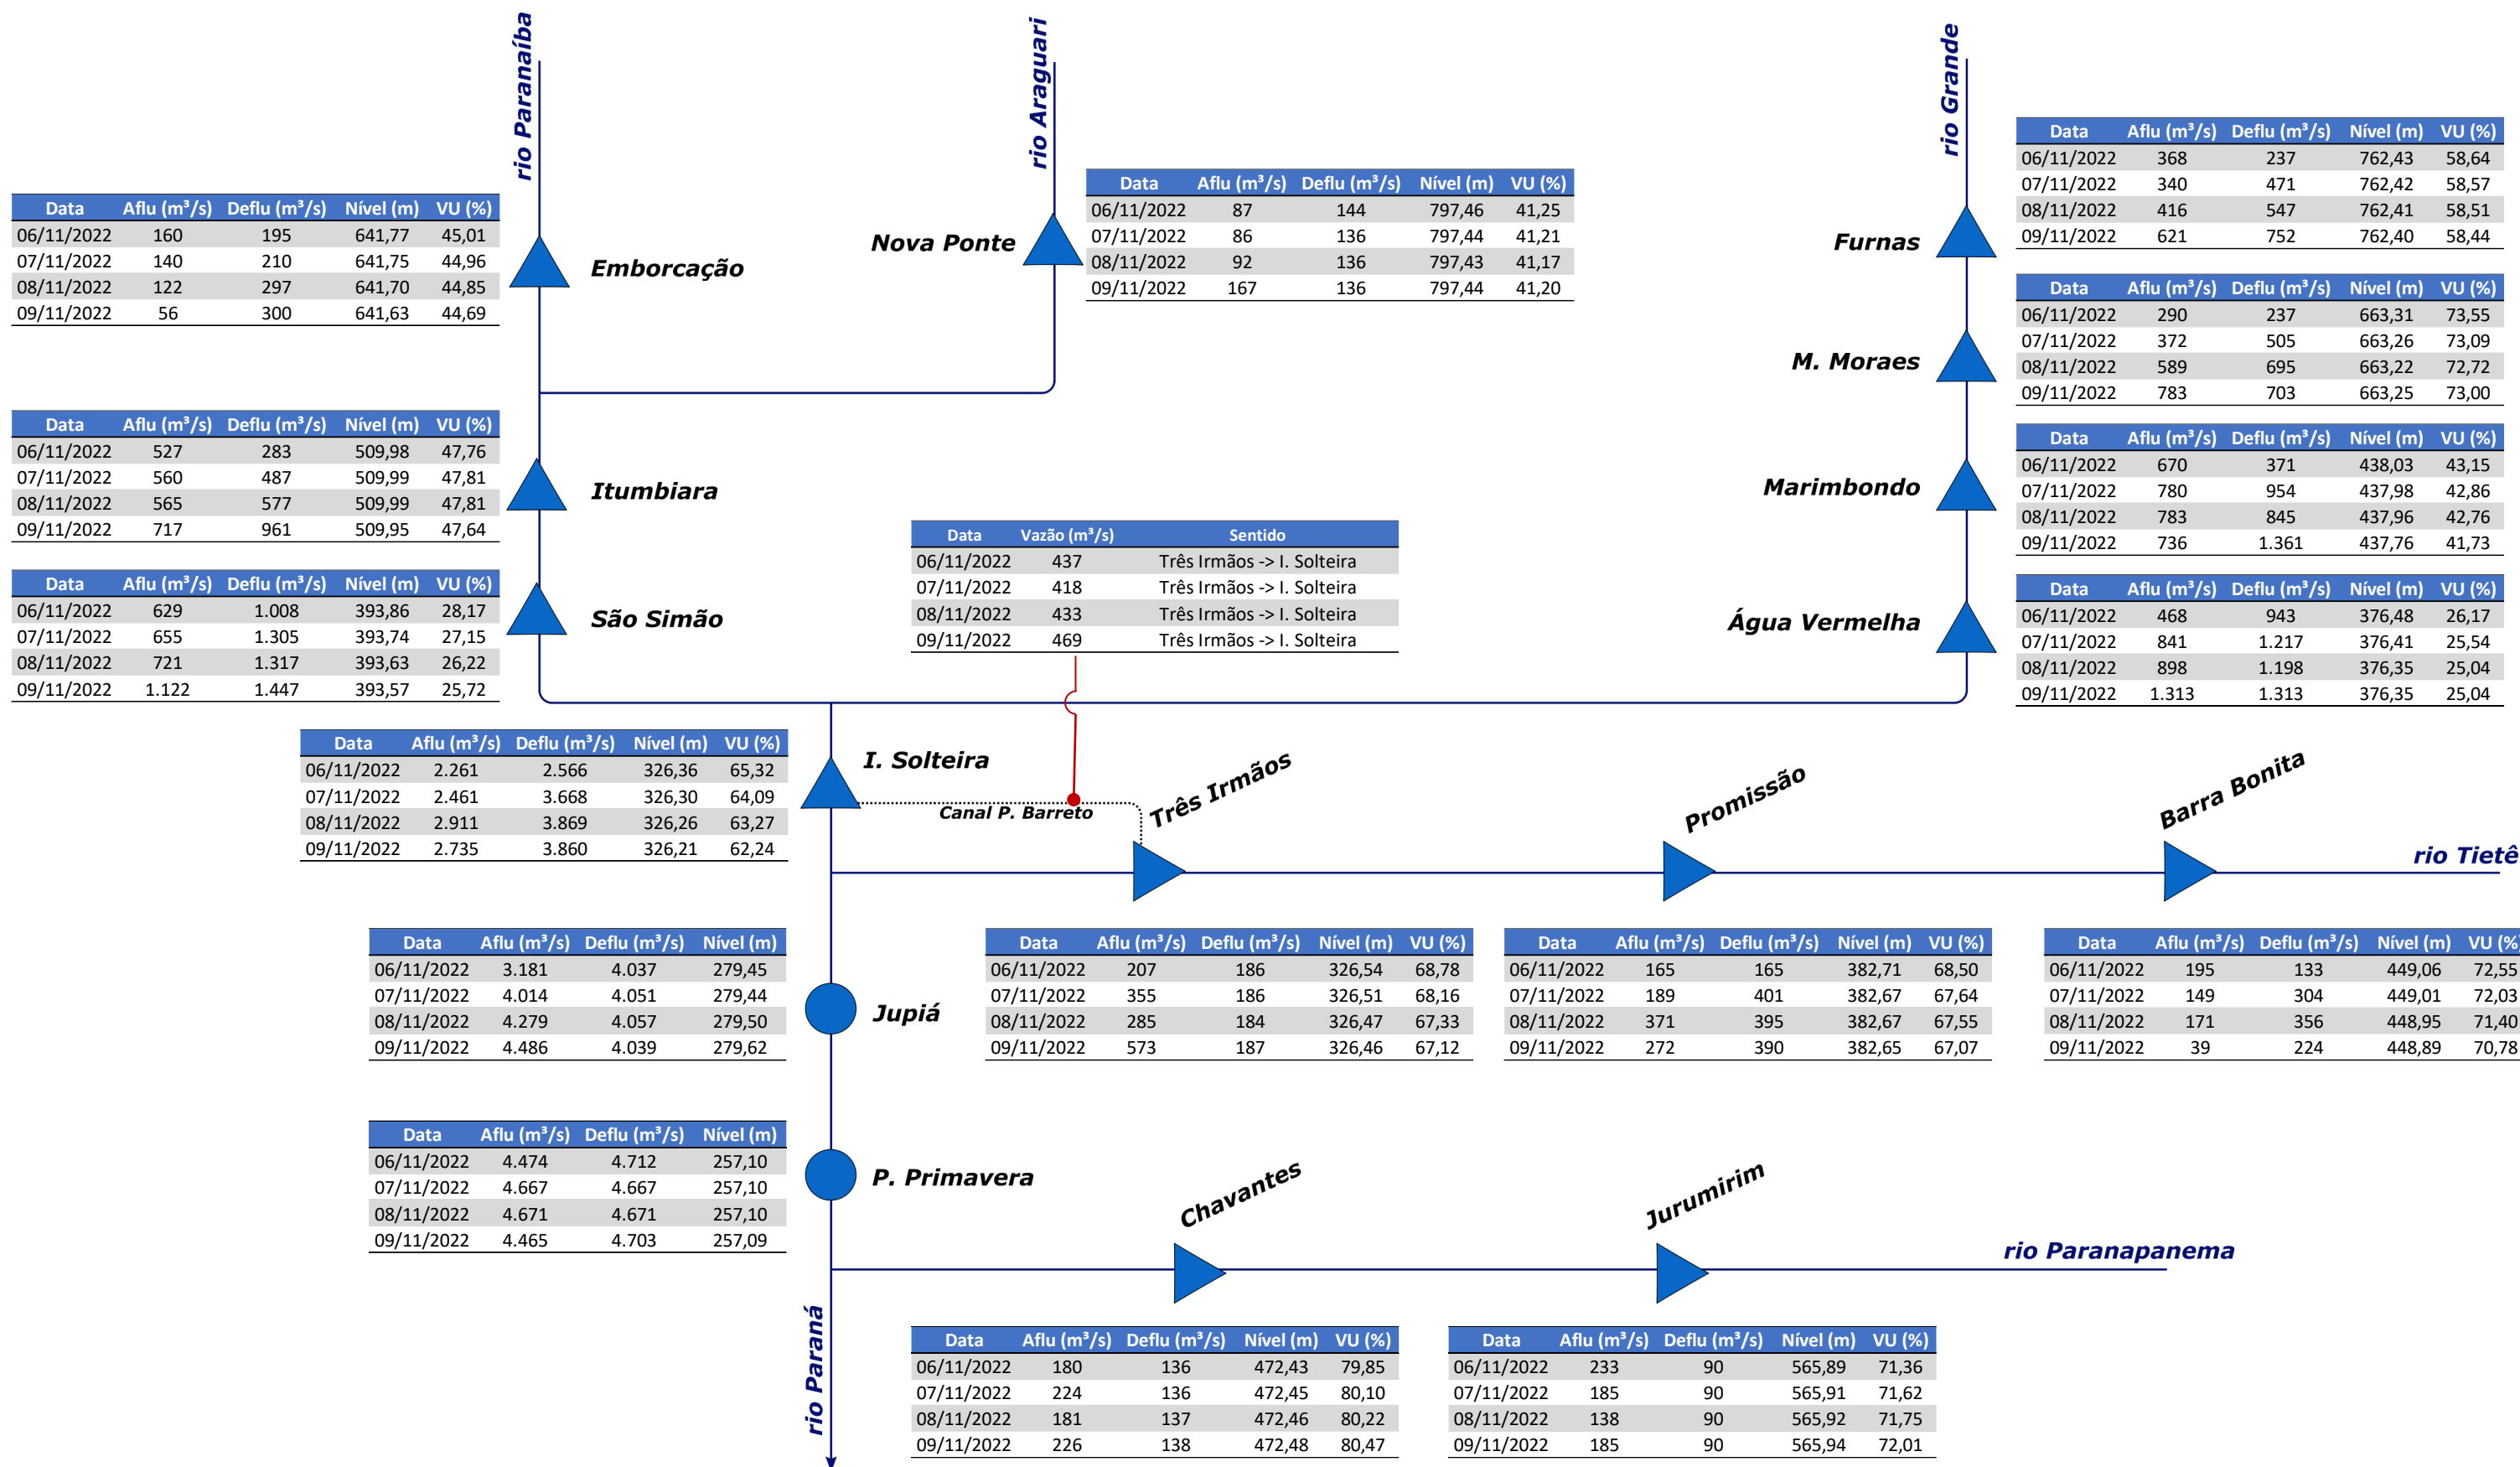 rio Paranaíba
rio Araguari
rio Grande
Data Aflu (m³/s) Deflu (m³/s) Nível (m) VU (%)
06/11/2022 160 195 641,77 45,01
07/11/2022 140 210 641,75 44,96
08/11/2022 122 297 641,70 44,85
09/11/2022 56 300 641,63 44,69
Emborcação
Nova Ponte
Data Aflu (m³/s) Deflu (m³/s) Nível (m) VU (%)
06/11/2022 87 144 797,46 41,25
07/11/2022 86 136 797,44 41,21
08/11/2022 92 136 797,43 41,17
09/11/2022 167 136 797,44 41,20
Furnas
Data Aflu (m³/s) Deflu (m³/s) Nível (m) VU (%)
06/11/2022 368 237 762,43 58,64
07/11/2022 340 471 762,42 58,57
08/11/2022 416 547 762,41 58,51
09/11/2022 621 752 762,40 58,44
M. Moraes
Data Aflu (m³/s) Deflu (m³/s) Nível (m) VU (%)
06/11/2022 290 237 663,31 73,55
07/11/2022 372 505 663,26 73,09
08/11/2022 589 695 663,22 72,72
09/11/2022 783 703 663,25 73,00
Data Aflu (m³/s) Deflu (m³/s) Nível (m) VU (%)
06/11/2022 527 283 509,98 47,76
07/11/2022 560 487 509,99 47,81
08/11/2022 565 577 509,99 47,81
09/11/2022 717 961 509,95 47,64
Itumbiara
Marimbondo
Data Aflu (m³/s) Deflu (m³/s) Nível (m) VU (%)
06/11/2022 670 371 438,03 43,15
07/11/2022 780 954 437,98 42,86
08/11/2022 783 845 437,96 42,76
09/11/2022 736 1.361 437,76 41,73
Data Aflu (m³/s) Deflu (m³/s) Nível (m) VU (%)
06/11/2022 629 1.008 393,86 28,17
07/11/2022 655 1.305 393,74 27,15
08/11/2022 721 1.317 393,63 26,22
09/11/2022 1.122 1.447 393,57 25,72
São Simão
Data Vazão (m³/s) Sentido
06/11/2022 437 Três Irmãos -> I. Solteira
07/11/2022 418 Três Irmãos -> I. Solteira
08/11/2022 433 Três Irmãos -> I. Solteira
09/11/2022 469 Três Irmãos -> I. Solteira
Água Vermelha
Data Aflu (m³/s) Deflu (m³/s) Nível (m) VU (%)
06/11/2022 468 943 376,48 26,17
07/11/2022 841 1.217 376,41 25,54
08/11/2022 898 1.198 376,35 25,04
09/11/2022 1.313 1.313 376,35 25,04
Data Aflu (m³/s) Deflu (m³/s) Nível (m) VU (%)
06/11/2022 2.261 2.566 326,36 65,32
07/11/2022 2.461 3.668 326,30 64,09
08/11/2022 2.911 3.869 326,26 63,27
09/11/2022 2.735 3.860 326,21 62,24
I. Solteira
Canal P. Barreto
Três Irmãos
Promissão
Barra Bonita
rio Tietê
Data Aflu (m³/s) Deflu (m³/s) Nível (m)
06/11/2022 3.181 4.037 279,45
07/11/2022 4.014 4.051 279,44
08/11/2022 4.279 4.057 279,50
09/11/2022 4.486 4.039 279,62
Jupiá
Data Aflu (m³/s) Deflu (m³/s) Nível (m) VU (%)
06/11/2022 207 186 326,54 68,78
07/11/2022 355 186 326,51 68,16
08/11/2022 285 184 326,47 67,33
09/11/2022 573 187 326,46 67,12
Data Aflu (m³/s) Deflu (m³/s) Nível (m) VU (%)
06/11/2022 165 165 382,71 68,50
07/11/2022 189 401 382,67 67,64
08/11/2022 371 395 382,67 67,55
09/11/2022 272 390 382,65 67,07
Data Aflu (m³/s) Deflu (m³/s) Nível (m) VU (%)
06/11/2022 195 133 449,06 72,55
07/11/2022 149 304 449,01 72,03
08/11/2022 171 356 448,95 71,40
09/11/2022 39 224 448,89 70,78
Data Aflu (m³/s) Deflu (m³/s) Nível (m)
06/11/2022 4.474 4.712 257,10
07/11/2022 4.667 4.667 257,10
08/11/2022 4.671 4.671 257,10
09/11/2022 4.465 4.703 257,09
P. Primavera
Chavantes
Jurumirim
rio Paranapanema
rio Paraná
Data Aflu (m³/s) Deflu (m³/s) Nível (m) VU (%)
06/11/2022 180 136 472,43 79,85
07/11/2022 224 136 472,45 80,10
08/11/2022 181 137 472,46 80,22
09/11/2022 226 138 472,48 80,47
Data Aflu (m³/s) Deflu (m³/s) Nível (m) VU (%)
06/11/2022 233 90 565,89 71,36
07/11/2022 185 90 565,91 71,62
08/11/2022 138 90 565,92 71,75
09/11/2022 185 90 565,94 72,01